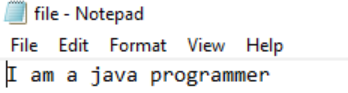 file - Notepad
File Edit Format View Help
I am a java programmer